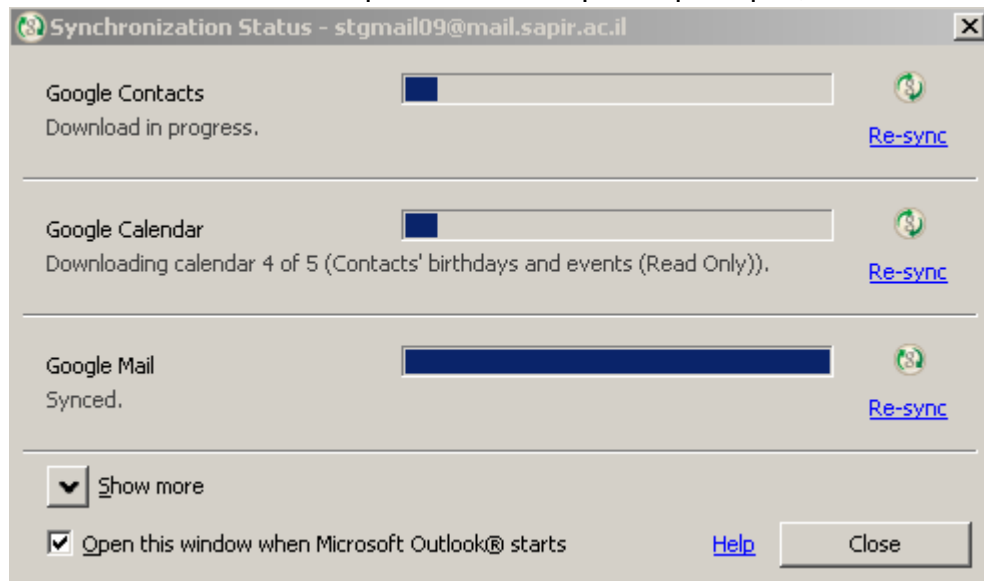 Synchronization Status - stgmail09@mail.sapir.ac.il
Google Contacts
Download in progress.
Re-sync
Google Calendar
Downloading calendar 4 of 5 (Contacts' birthdays and events (Read Only)).
Re-sync
Google Mail
Synced.
Re-sync
Show more
Open this window when Microsoft Outlook® starts
Help
Close